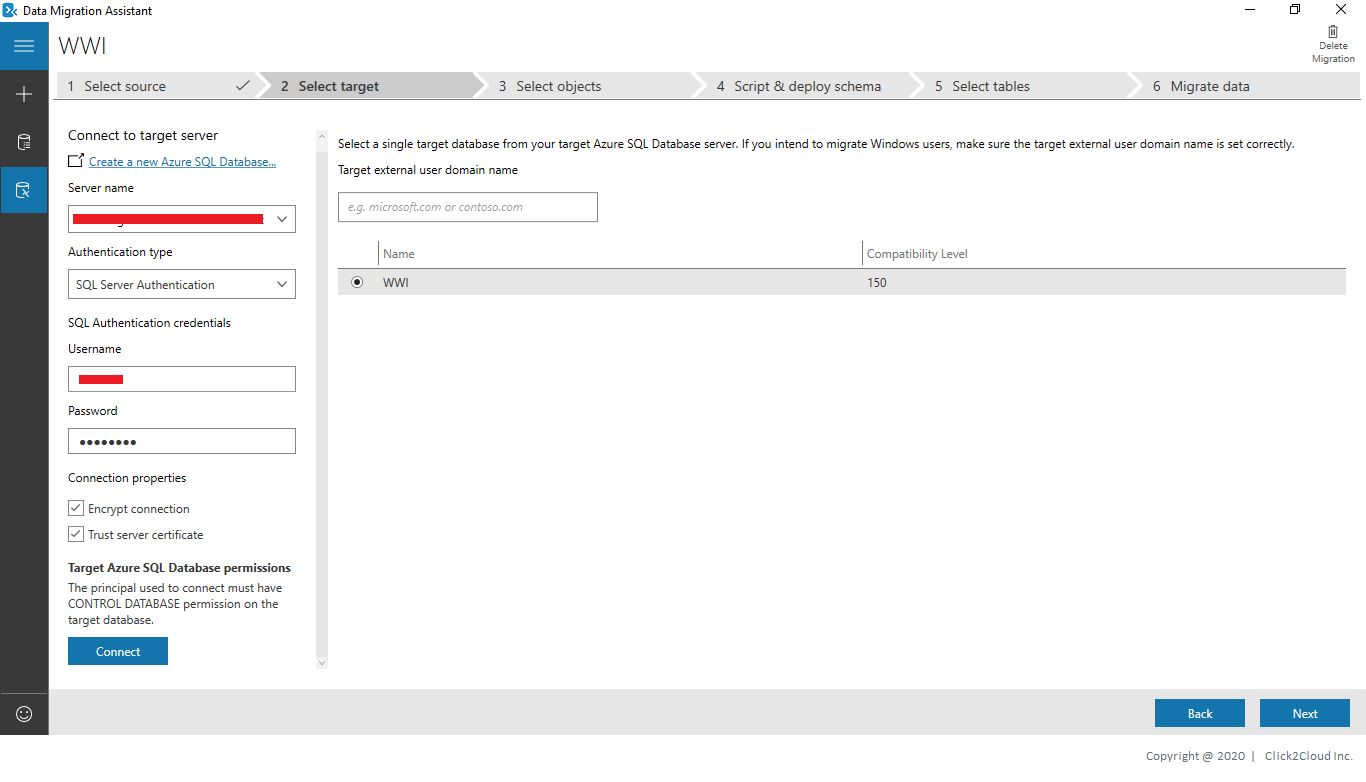 Data Migration Assistant
WWI
Delete
Migration
1 Select source
2 Select target
3 Select objects
4 Script & deploy schema
5 Select tables
6 Migrate data
Connect to target server
Create a new Azure SQL Database...
Server name
Authentication type
SQL Server Authentication
SQL Authentication credentials
Username
Password
••••••••
Connection properties
Encrypt connection
Trust server certificate
Target Azure SQL Database permissions
The principal used to connect must have
CONTROL DATABASE permission on the
target database.
Connect
Select a single target database from your target Azure SQL Database server. If you intend to migrate Windows users, make sure the target external user domain name is set correctly.
Target external user domain name
e.g. microsoft.com or contoso.com
Name Compatibility Level
WWI 150
Back Next
Copyright @ 2020 | Click2Cloud Inc.